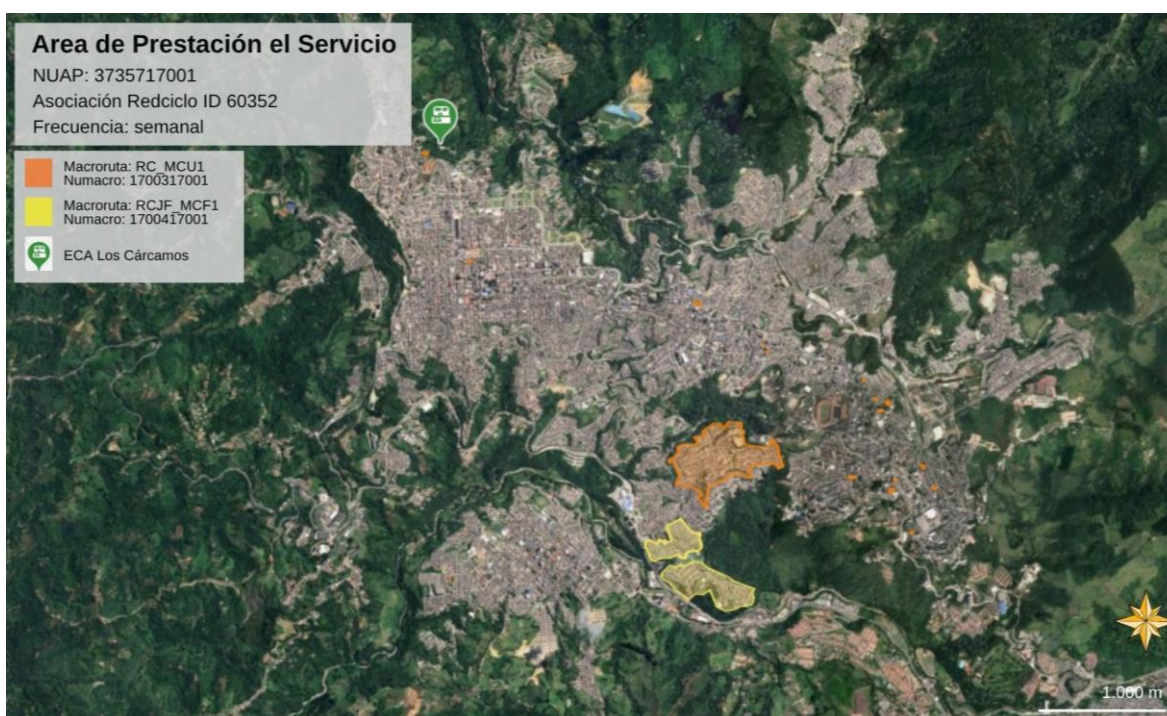 Area de Prestación el Servicio
NUAP: 3735717001
Asociación Redciclo ID 60352
Frecuencia: semanal
Macroruta: RC_MCU1
Numacro: 1700317001
Macroruta: RCJF_MCF1
Numacro: 1700417001
ECA Los Cárcamos
1.000 m